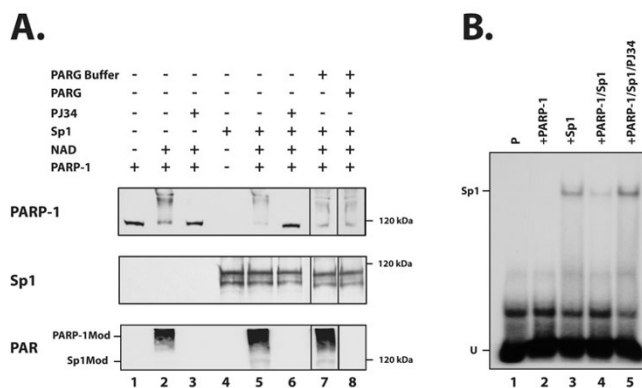 A.
PARG Buffer - - - - - - + +
PARG - - - - - - - +
PJ34 - - + - - + - -
Sp1 - - - + + + + +
NAD - + + - + + + +
PARP-1 + + + - + + + +
PARP-1
120 kDa
Sp1
120 kDa
PAR
PARP-1Mod
Sp1Mod
120 kDa
1 2 3 4 5 6 7 8
B.
P
+PARP-1
+Sp1
+PARP-1/Sp1
+PARP-1/Sp1/PJ34
Sp1
U
1 2 3 4 5